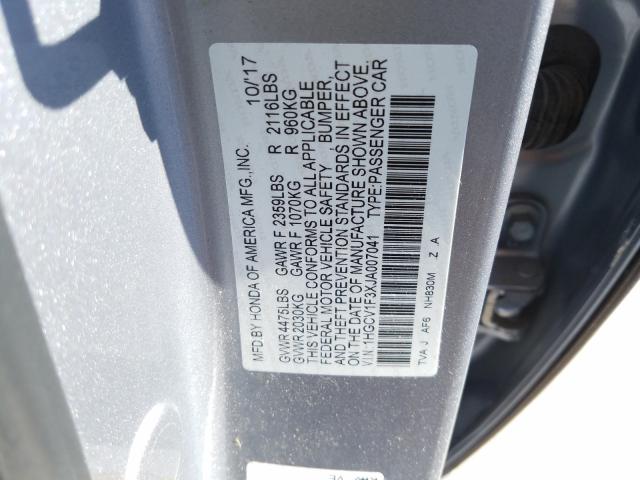 MFD BY HONDA OF AMERICA MFG.,INC. 10/'17
GVWR 4475LBS GAWR F 2359LBS R 2116LBS
GVWR 2030KG GAWR F 1070KG R 960KG
THIS VEHICLE CONFORMS TO ALL APPLICABLE
FEDERAL MOTOR VEHICLE SAFETY , BUMPER,
AND THEFT PREVENTION STANDARDS IN EFFECT
ON THE DATE OF MANUFACTURE SHOWN ABOVE.
V.I.N:1HGCV1F3XJA007041 TYPE:PASSENGER CAR
TVA J AF6 NH830M Z A